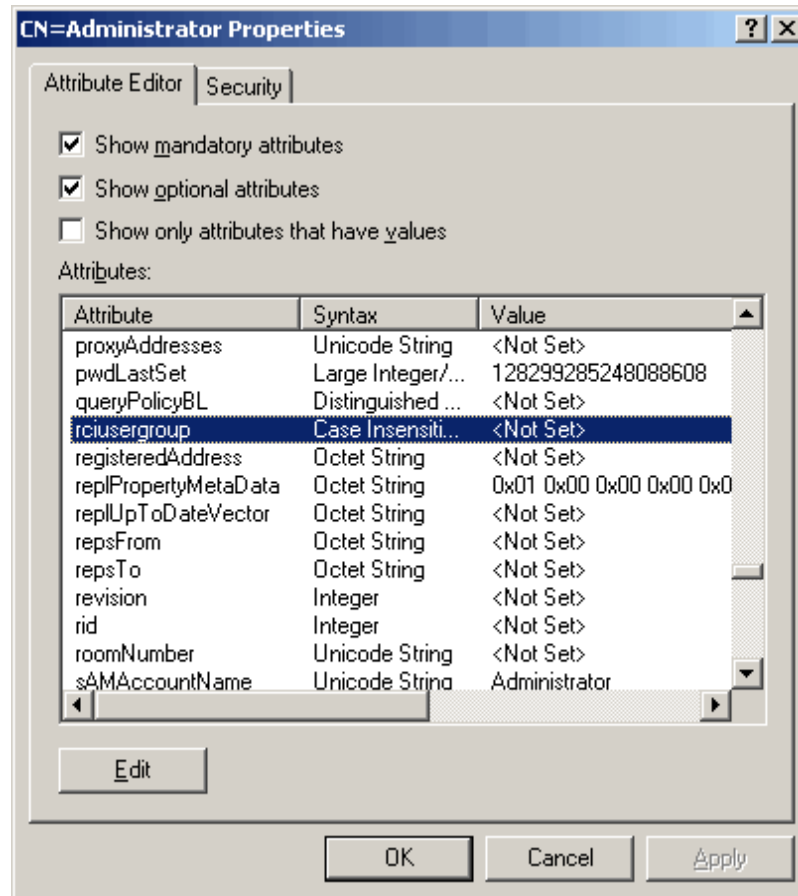 CN=Administrator Properties
Attribute Editor Security
Show mandatory attributes
Show optional attributes
Show only attributes that have values
Attributes:
Attribute Syntax Value
proxyAddresses Unicode String <Not Set>
pwdLastSet Large Integer/... 128299285248088608
queryPolicyBL Distinguished ... <Not Set>
rciusergroup Case Insensiti... <Not Set>
registeredAddress Octet String <Not Set>
replPropertyMetaData Octet String 0x01 0x00 0x00 0x00 0x0
replUpToDateVector Octet String <Not Set>
repsFrom Octet String <Not Set>
repsTo Octet String <Not Set>
revision Integer <Not Set>
rid Integer <Not Set>
roomNumber Unicode String <Not Set>
sAMAccountName Unicode String Administrator
Edit
OK Cancel Apply